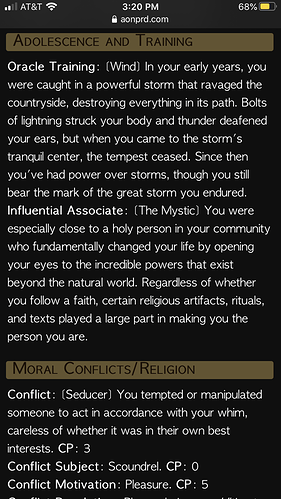 AT&T 3:20 PM 68%
aonprd.com
Adolescence and Training
Oracle Training: (Wind) In your early years, you
were caught in a powerful storm that ravaged the
countryside, destroying everything in its path. Bolts
of lightning struck your body and thunder deafened
your ears, but when you came to the storm's
tranquil center, the tempest ceased. Since then
you've had power over storms, though you still
bear the mark of the great storm you endured.
Influential Associate: (The Mystic) You were
especially close to a holy person in your community
who fundamentally changed your life by opening
your eyes to the incredible powers that exist
beyond the natural world. Regardless of whether
you follow a faith, certain religious artifacts, rituals,
and texts played a large part in making you the
person you are.
Moral Conflicts/Religion
Conflict: (Seducer) You tempted or manipulated
someone to act in accordance with your whim,
careless of whether it was in their own best
interests. CP: 3
Conflict Subject: Scoundrel. CP: 0
Conflict Motivation: Pleasure. CP: 5